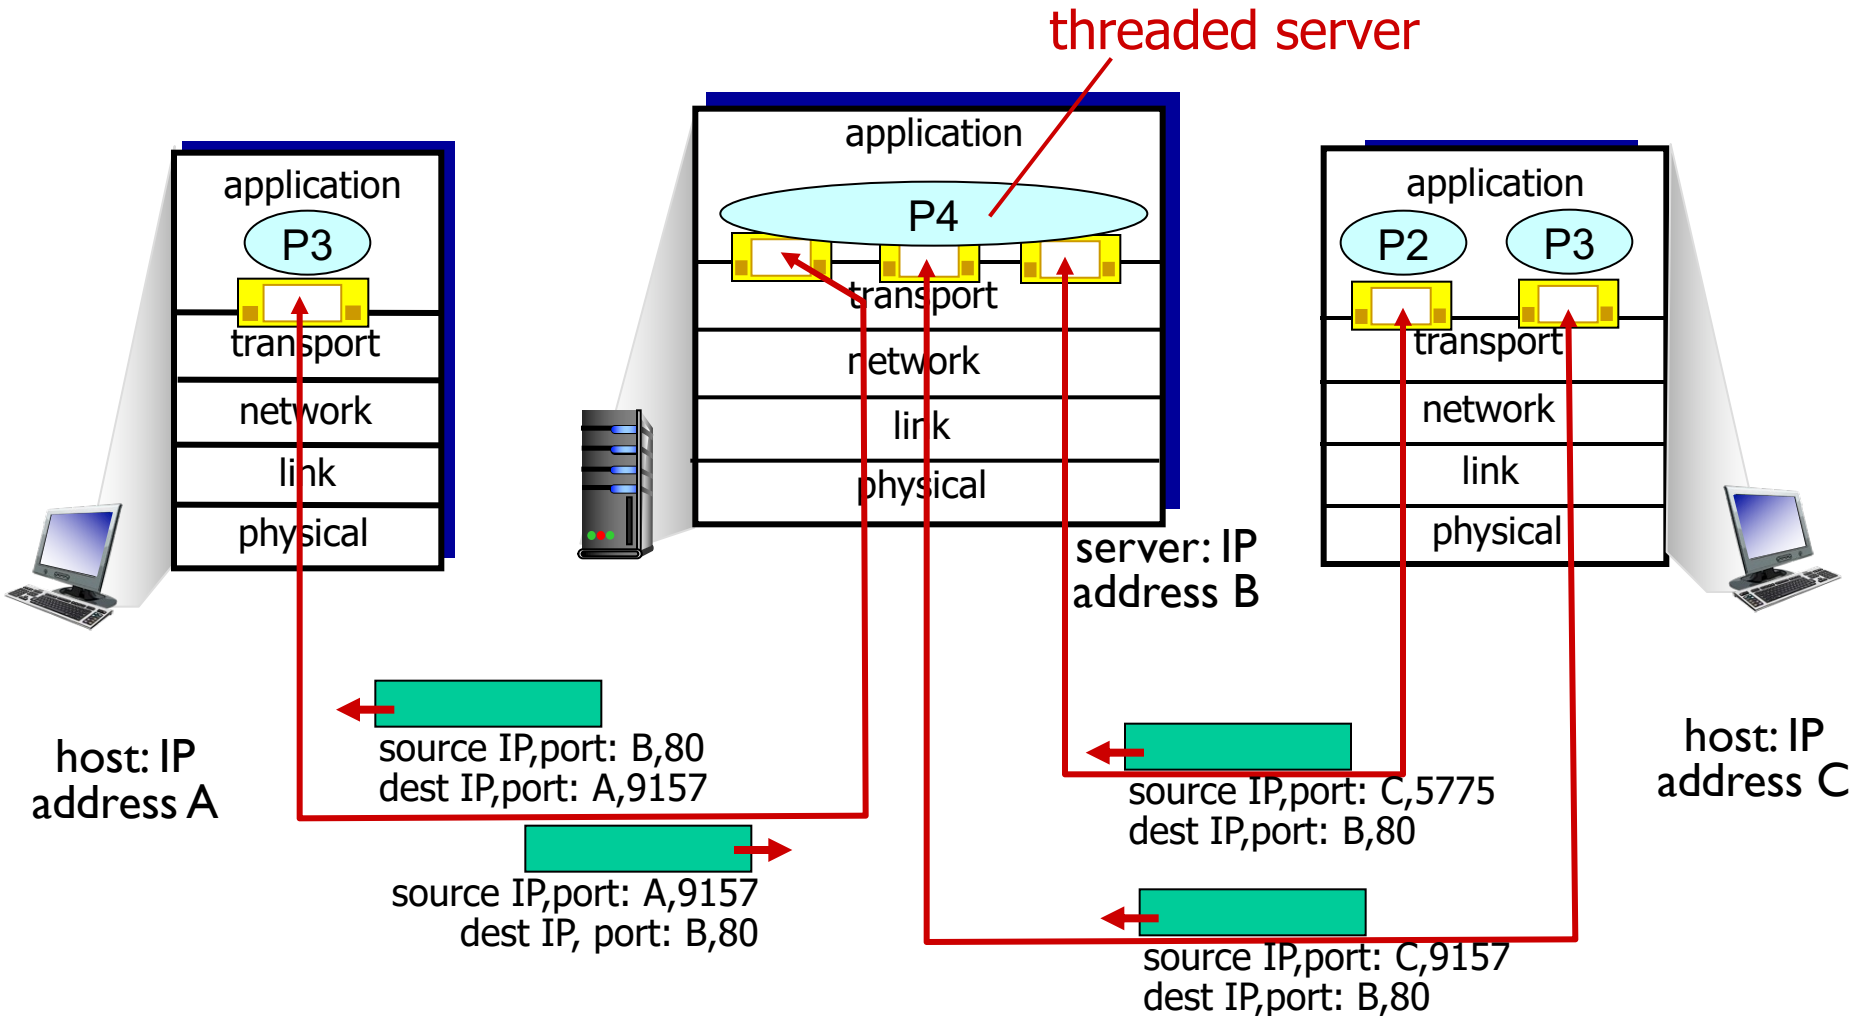 threaded server
application
P3
transport
network
link
physical
application
P4
transport
network
link
physical
application
P2
P3
transport
network
link
physical
server: IP
address B
host: IP
address A
source IP,port: B,80
dest IP,port: A,9157
source IP,port: A,9157
dest IP, port: B,80
source IP,port: C,5775
dest IP,port: B,80
source IP,port: C,9157
dest IP,port: B,80
host: IP
address C